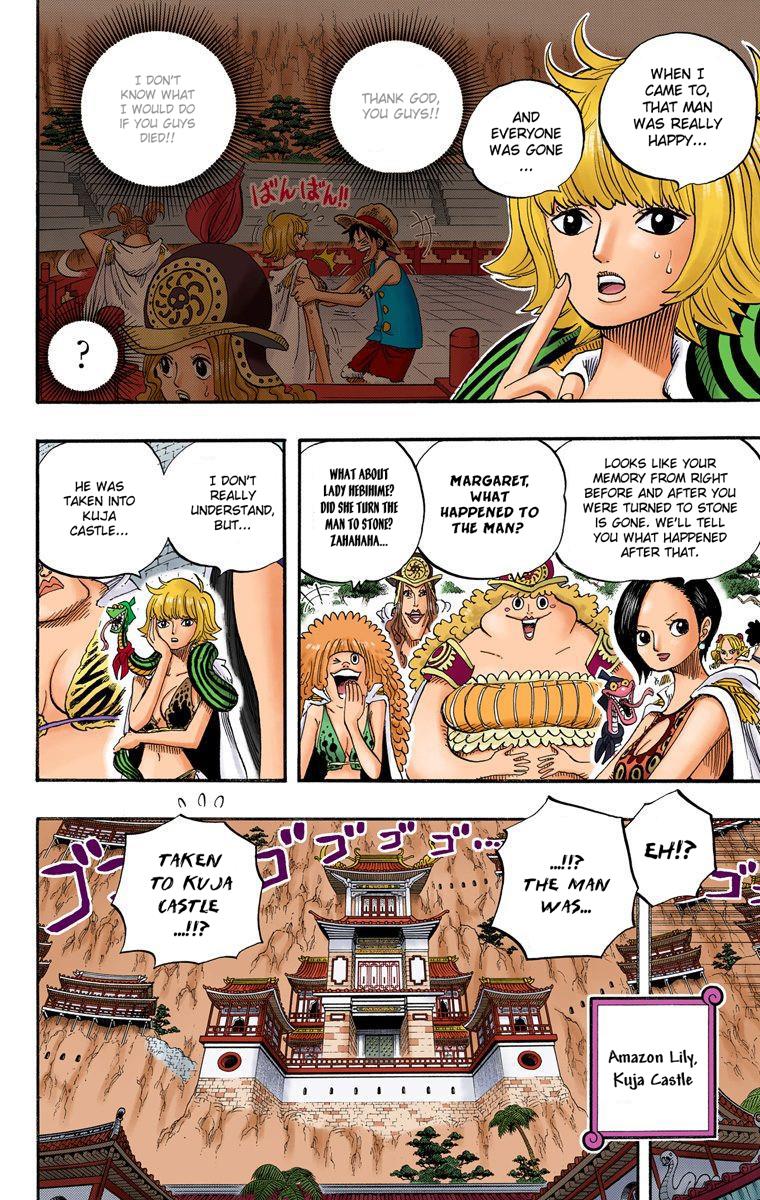 WHEN I
CAME TO,
THAT MAN
WAS REALLY
HAPPY...
AND
EVERYONE
WAS GONE
...
THANK GOD,
YOU GUYS!!
I DON'T
KNOW WHAT
I WOULD DO
IF YOU GUYS
DIED!!
ばんばん!!
?
LOOKS LIKE YOUR
MEMORY FROM RIGHT
BEFORE AND AFTER YOU
WERE TURNED TO STONE
IS GONE. WE'LL TELL
YOU WHAT HAPPENED
AFTER THAT.
MARGARET,
WHAT
HAPPENED TO
THE MAN?
WHAT ABOUT
LADY HEBIHIME?
DID SHE TURN THE
MAN TO STONE?
ZAHAHAHA...
I DON'T
REALLY
UNDERSTAND,
BUT...
HE WAS
TAKEN INTO
KUJA
CASTLE...
EH!?
...!!?
THE MAN
WAS...
TAKEN
TO KUJA
CASTLE
...!!?
ゴゴゴゴゴゴ...
ゴゴ
Amazon Lily,
Kuja Castle